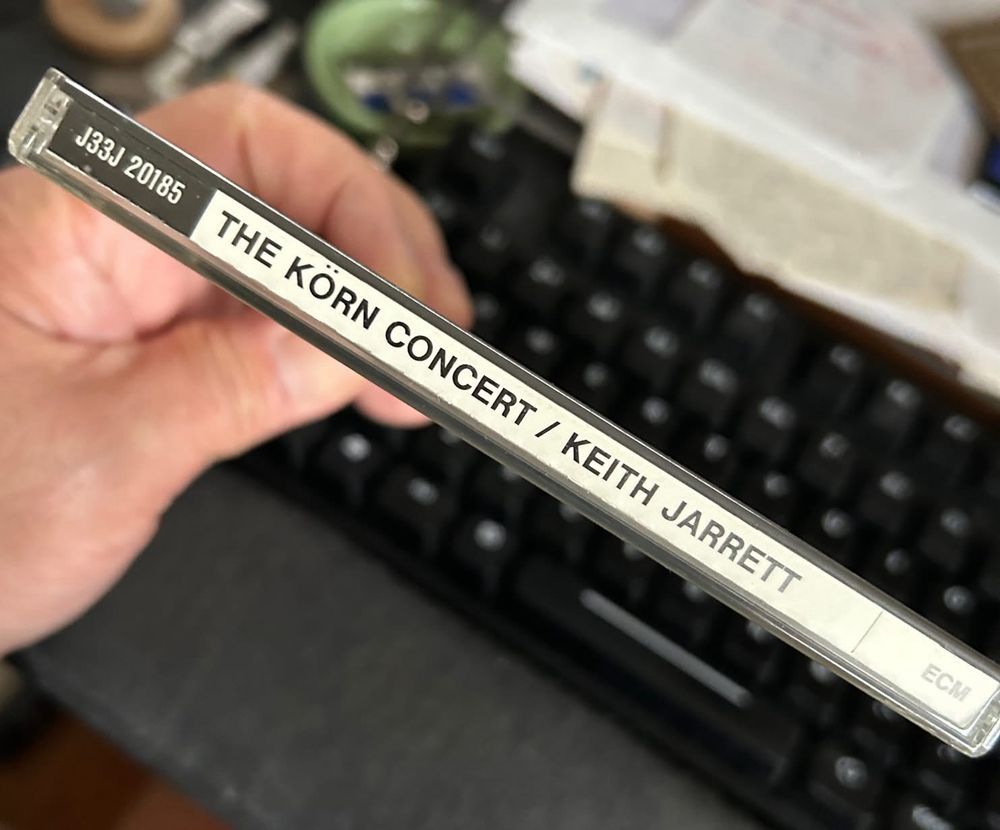 J33J 20185 THE KÖRN CONCERT / KEITH JARRETT ECM